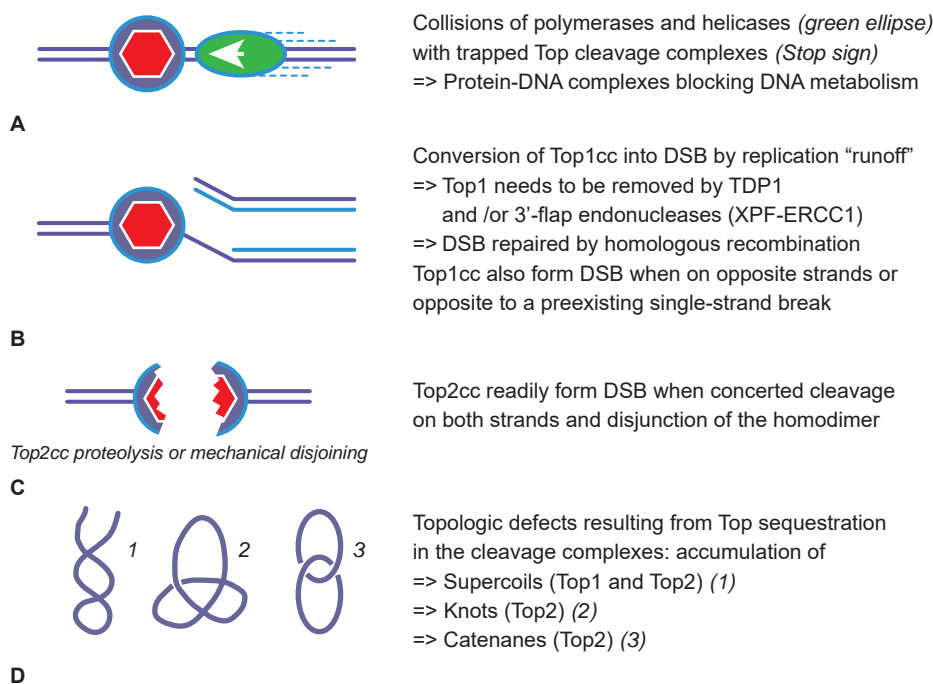 Collisions of polymerases and helicases (green ellipse)
with trapped Top cleavage complexes (Stop sign)
=> Protein-DNA complexes blocking DNA metabolism
A
Conversion of Top1cc into DSB by replication “runoff”
=> Top1 needs to be removed by TDP1
and /or 3’-flap endonucleases (XPF-ERCC1)
=> DSB repaired by homologous recombination
Top1cc also form DSB when on opposite strands or
opposite to a preexisting single-strand break
B
Top2cc readily form DSB when concerted cleavage
on both strands and disjunction of the homodimer
Top2cc proteolysis or mechanical disjoining
C
1
2
3
Topologic defects resulting from Top sequestration
in the cleavage complexes: accumulation of
=> Supercoils (Top1 and Top2) (1)
=> Knots (Top2) (2)
=> Catenanes (Top2) (3)
D